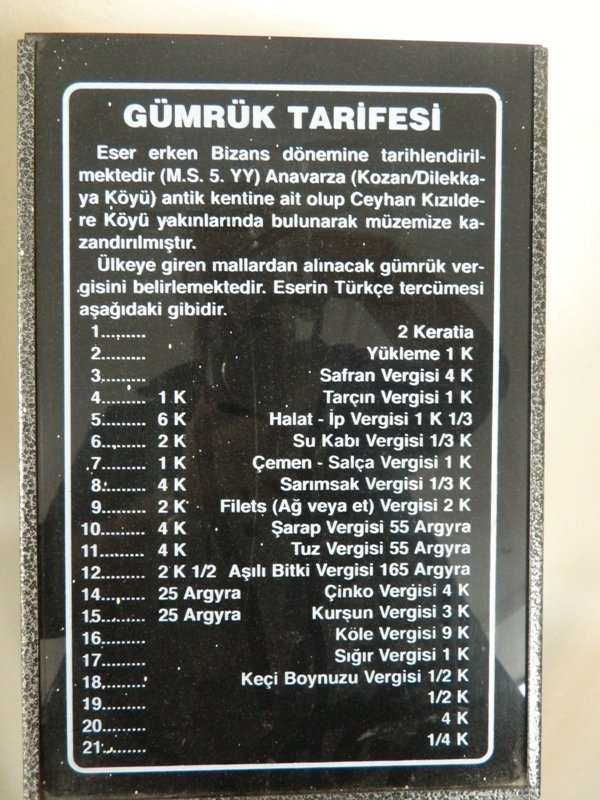 GÜMRÜK TARİFESİ
Eser erken Bizans dönemine tarihlendiril-
mektedir (M.S. 5. YY) Anavarza (Kozan/Dilekka-
ya Köyü) antik kentine ait olup Ceyhan Kızılde-
re Köyü yakınlarında bulunarak müzemize ka-
zandırılmıştır.
Ülkeye giren mallardan alınacak gümrük ver-
gisini belirlemektedir. Eserin Türkçe tercümesi
aşağıdaki gibidir.
1......... 2 Keratia
2......... Yükleme 1 K
3......... Safran Vergisi 4 K
4......... 1 K Tarçın Vergisi 1 K
5......... 6 K Halat - İp Vergisi 1 K 1/3
6......... 2 K Su Kabı Vergisi 1/3 K
7......... 1 K Çemen - Salça Vergisi 1 K
8......... 4 K Sarımsak Vergisi 1/3 K
9......... 2 K Filets (Ağ veya et) Vergisi 2 K
10......... 4 K Şarap Vergisi 55 Argyra
11......... 4 K Tuz Vergisi 55 Argyra
12......... 2 K 1/2 Aşılı Bitki Vergisi 165 Argyra
14......... 25 Argyra Çinko Vergisi 4 K
15......... 25 Argyra Kurşun Vergisi 3 K
16......... Köle Vergisi 9 K
17......... Sığır Vergisi 1 K
18......... Keçi Boynuzu Vergisi 1/2 K
19......... 1/2 K
20......... 4 K
21......... 1/4 K